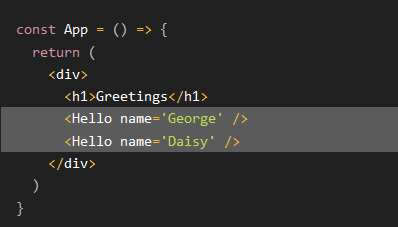 const App = () => {
  return (
    <div>
      <h1>Greetings</h1>
      <Hello name='George' />
      <Hello name='Daisy' />
    </div>
  )
}